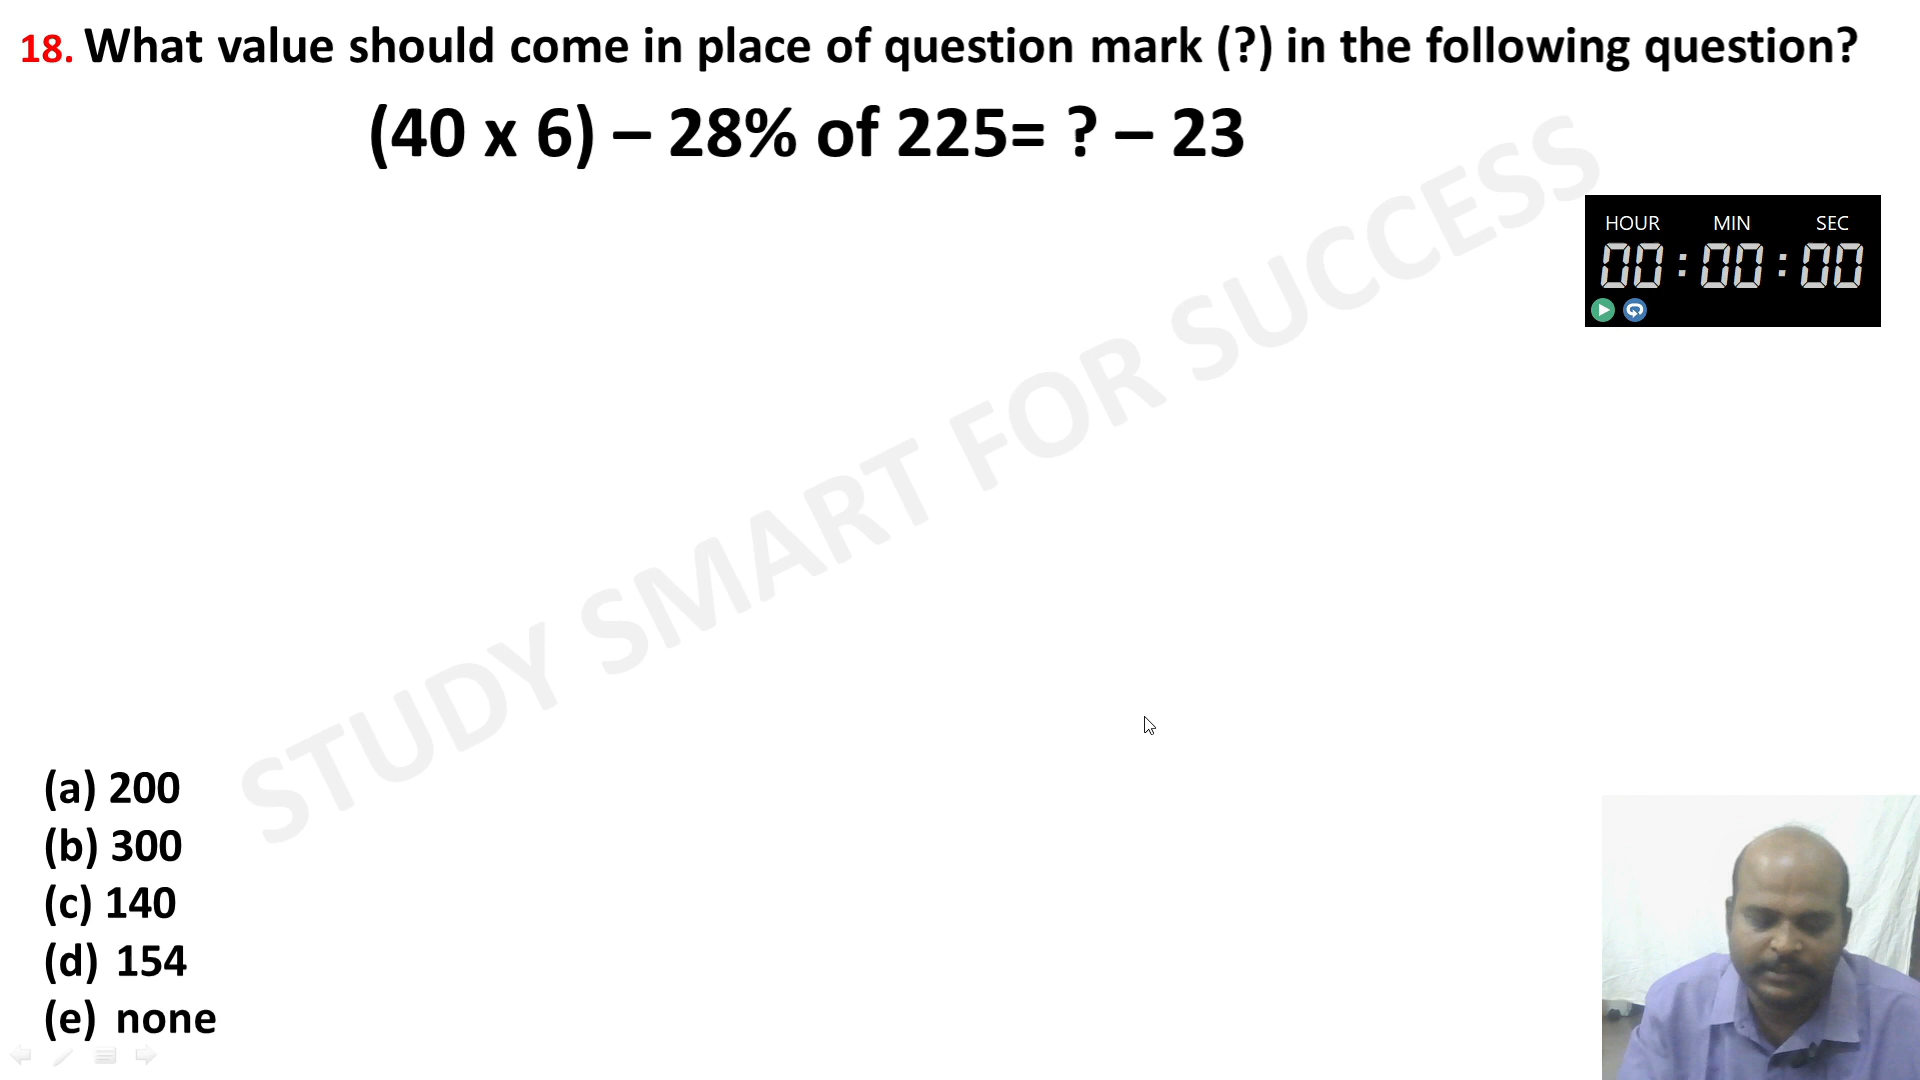 18. What value should come in place of question mark (?) in the following question?
(40 x 6) – 28% of 225= ? – 23
HOUR MIN SEC
00 : 00 : 00
STUDY SMART FOR SUCCESS
(a) 200
(b) 300
(c) 140
(d) 154
(e) none